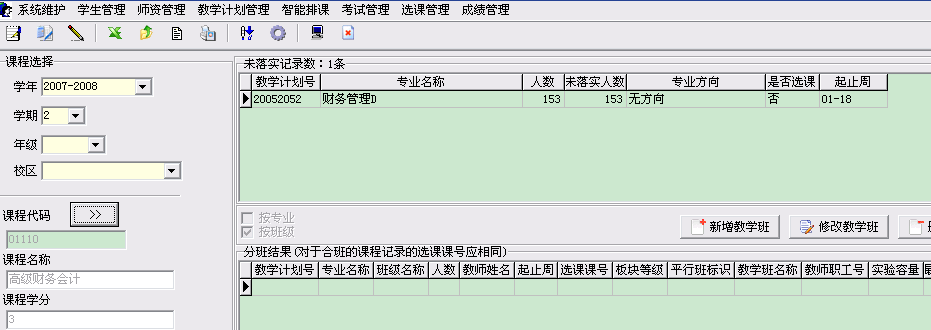 系统维护 学生管理 师资管理 教学计划管理 智能排课 考试管理 选课管理 成绩管理
课程选择
学年 2007-2008
学期 2
年级
校区
课程代码 >>
01110
课程名称
高级财务会计
课程学分
3
未落实记录数：1条
教学计划号 专业名称 人数 未落实人数 专业方向 是否选课 起止周
20052052 财务管理D 153 153 无方向 否 01-18
按专业
按班级
新增教学班 修改教学班
分班结果(对于合班的课程记录的选课课号应相同)
教学计划号 专业名称 班级名称 人数 教师姓名 起止周 选课课号 板块等级 平行班标识 教学班名称 教师职工号 实验容量